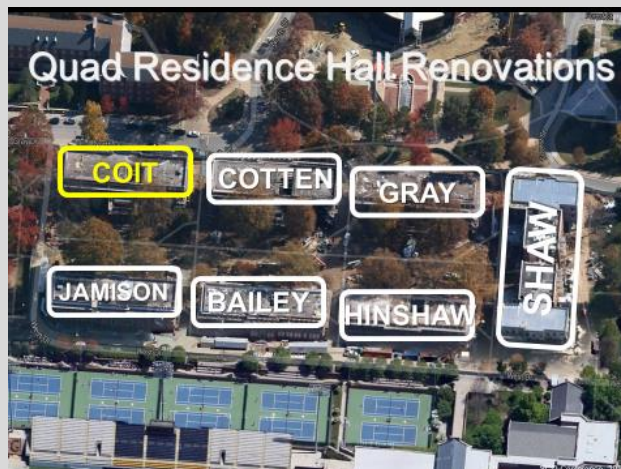 Quad Residence Hall Renovations
COIT
COTTEN
GRAY
SHAW
JAMISON
BAILEY
HINSHAW